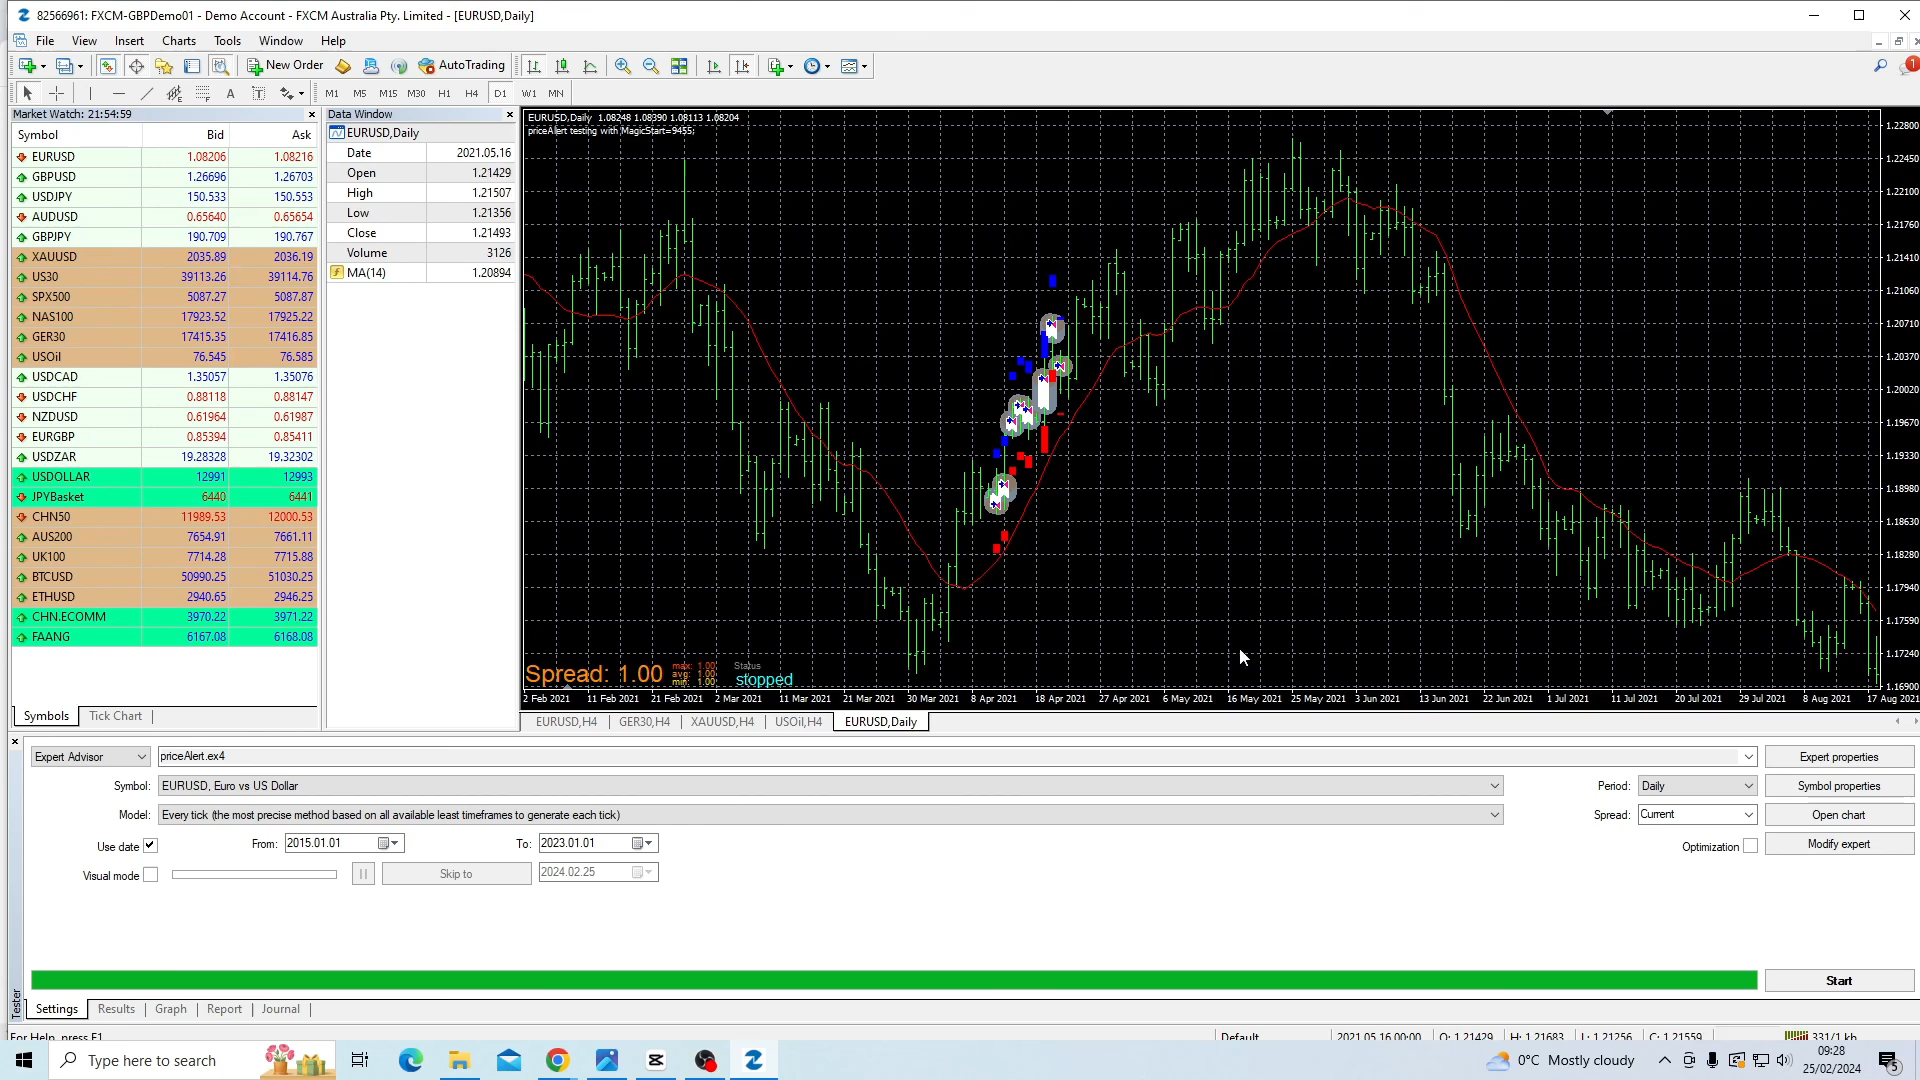 82566961: FXCM-GBPDemo01 - Demo Account - FXCM Australia Pty. Limited - [EURUSD,Daily]
File View Insert Charts Tools Window Help
New Order AutoTrading
A T M1 M5 M15 M30 H1 H4 D1 W1 MN
1
Market Watch: 21:54:59
Symbol Bid Ask
EURUSD 1.08206 1.08216
GBPUSD 1.26696 1.26703
USDJPY 150.533 150.553
AUDUSD 0.65640 0.65654
GBPJPY 190.709 190.767
XAUUSD 2035.89 2036.19
US30 39113.26 39114.76
SPX500 5087.27 5087.87
NAS100 17923.52 17925.22
GER30 17415.35 17416.85
USOil 76.545 76.585
USDCAD 1.35057 1.35076
USDCHF 0.88118 0.88147
NZDUSD 0.61964 0.61987
EURGBP 0.85394 0.85411
USDZAR 19.28328 19.32302
USDOLLAR 12991 12993
JPYBasket 6440 6441
CHN50 11989.53 12000.53
AUS200 7654.91 7661.11
UK100 7714.28 7715.88
BTCUSD 50990.25 51030.25
ETHUSD 2940.65 2946.25
CHN.ECOMM 3970.22 3971.22
FAANG 6167.08 6168.08
Symbols Tick Chart
Data Window
EURUSD,Daily
Date 2021.05.16
Open 1.21429
High 1.21507
Low 1.21356
Close 1.21493
Volume 3126
MA(14) 1.20894
EURUSD,Daily 1.08248 1.08390 1.08113 1.08204
priceAlert testing with MagicStart=9455;
1.22800
1.22450
1.22100
1.21760
1.21410
1.21060
1.20710
1.20370
1.20020
1.19670
1.19330
1.18980
1.18630
1.18280
1.17940
1.17590
1.17240
1.16900
Spread: 1.00
max: 1.00
avg: 1.00
min: 1.00
Status
stopped
2 Feb 2021 11 Feb 2021 21 Feb 2021 2 Mar 2021 11 Mar 2021 21 Mar 2021 30 Mar 2021 8 Apr 2021 18 Apr 2021 27 Apr 2021 6 May 2021 16 May 2021 25 May 2021 3 Jun 2021 13 Jun 2021 22 Jun 2021 1 Jul 2021 11 Jul 2021 20 Jul 2021 29 Jul 2021 8 Aug 2021 17 Aug 2021
EURUSD,H4 GER30,H4 XAUUSD,H4 USOil,H4 EURUSD,Daily
Expert Advisor priceAlert.ex4 Expert properties
Symbol: EURUSD, Euro vs US Dollar Period: Daily Symbol properties
Model: Every tick (the most precise method based on all available least timeframes to generate each tick) Spread: Current Open chart
Use date From: 2015.01.01 To: 2023.01.01 Optimization Modify expert
Visual mode Skip to 2024.02.25
Start
Tester
Settings Results Graph Report Journal
For Help, press F1 Default 2021.05.16 00:00 O: 1.21429 H: 1.21683 L: 1.21256 C: 1.21559 331/1 kb
Type here to search 0°C Mostly cloudy 09:28
25/02/2024
5